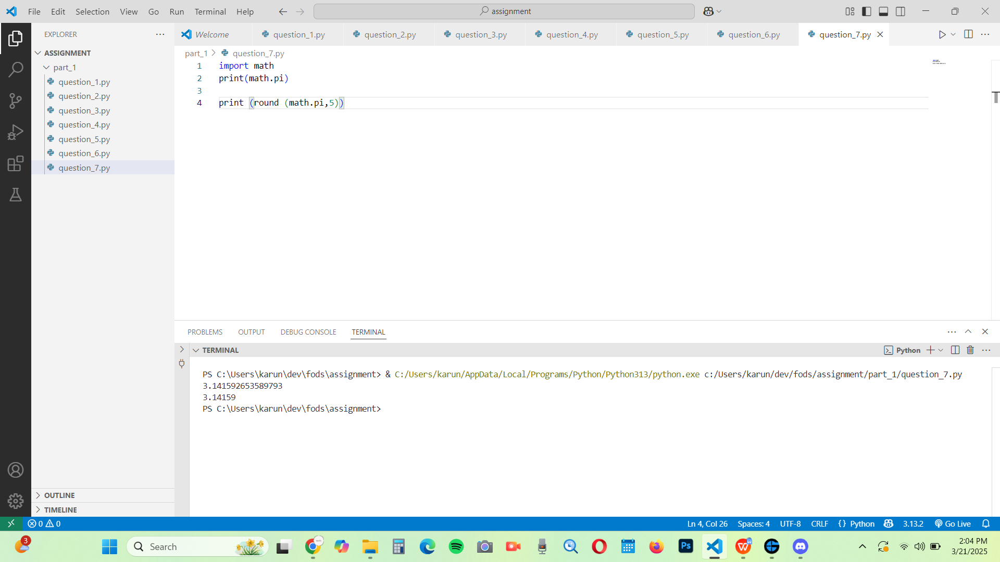 File Edit Selection View Go Run Terminal Help
assignment
EXPLORER
Welcome question_1.py question_2.py question_3.py question_4.py question_5.py question_6.py question_7.py
ASSIGNMENT
part_1
question_1.py
question_2.py
question_3.py
question_4.py
question_5.py
question_6.py
question_7.py
OUTLINE
TIMELINE
part_1 > question_7.py
1 import math
2 print(math.pi)
3
4 print (round (math.pi,5))
PROBLEMS OUTPUT DEBUG CONSOLE TERMINAL
TERMINAL
Python
PS C:\Users\karun\dev\fods\assignment> & C:/Users/karun/AppData/Local/Programs/Python/Python313/python.exe c:/Users/karun/dev/fods/assignment/part_1/question_7.py
3.141592653589793
3.14159
PS C:\Users\karun\dev\fods\assignment>
0 0
Ln 4, Col 26 Spaces: 4 UTF-8 CRLF {} Python 3.13.2 Go Live
3
Search
Ps
W
2:04 PM
3/21/2025